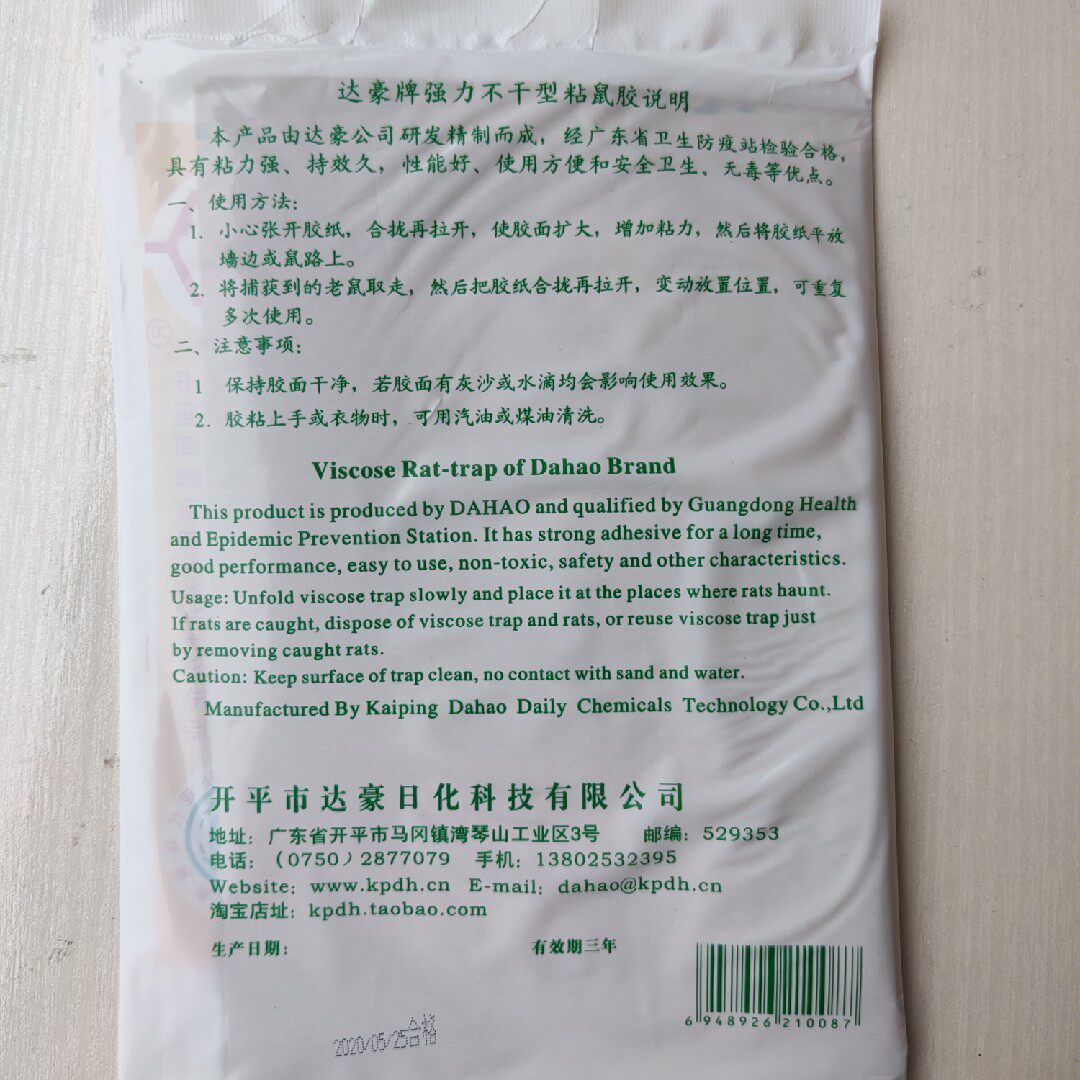 达豪牌强力不干型粘鼠胶说明
本产品由达豪公司研发精制而成，经广东省卫生防疫站检验合格，
具有粘力强、持效久，性能好、使用方便和安全卫生、无毒等优点。
一、使用方法：
1. 小心张开胶纸，合拢再拉开，使胶面扩大，增加粘力，然后将胶纸平放
墙边或鼠路上。
2. 将捕获到的老鼠取走，然后把胶纸合拢再拉开，变动放置位置，可重复
多次使用。
二、注意事项：
1 保持胶面干净，若胶面有灰沙或水滴均会影响使用效果。
2. 胶粘上手或衣物时，可用汽油或煤油清洗。
Viscose Rat-trap of Dahao Brand
This product is produced by DAHAO and qualified by Guangdong Health
and Epidemic Prevention Station. It has strong adhesive for a long time,
good performance, easy to use, non-toxic, safety and other characteristics.
Usage: Unfold viscose trap slowly and place it at the places where rats haunt.
If rats are caught, dispose of viscose trap and rats, or reuse viscose trap just
by removing caught rats.
Caution: Keep surface of trap clean, no contact with sand and water.
Manufactured By Kaiping Dahao Daily Chemicals Technology Co.,Ltd
开平市达豪日化科技有限公司
地址：广东省开平市马冈镇湾琴山工业区3号 邮编：529353
电话：（0750）2877079 手机：13802532395
Website: www.kpdh.cn E-mail: dahao@kpdh.cn
淘宝店址：kpdh.taobao.com
生产日期： 有效期三年
6 948926 210087
2020/05/25 合格